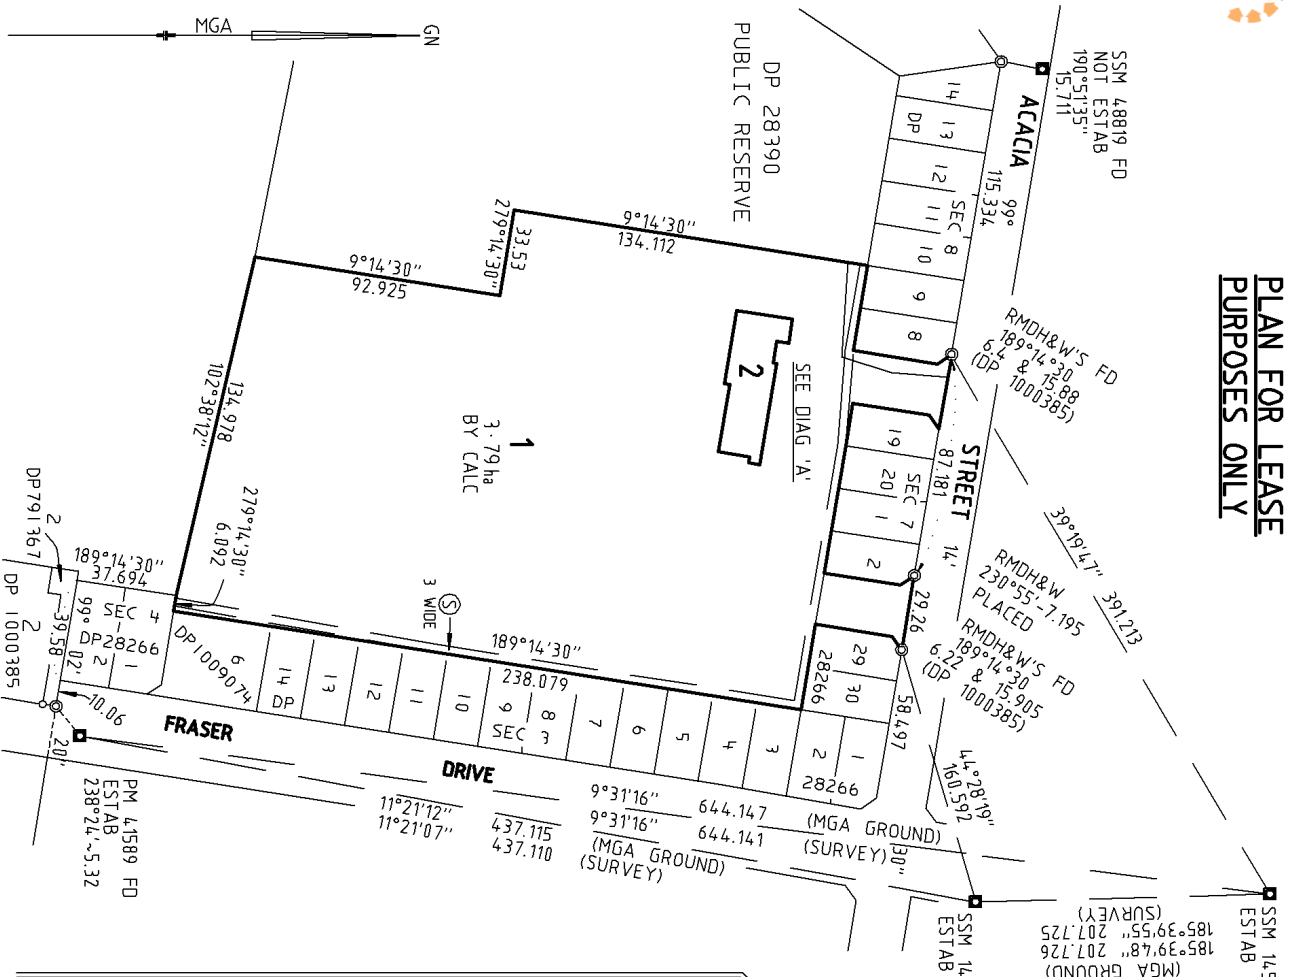 PLAN FOR LEASE
PURPOSES ONLY
GN
MGA
SSM 48819 FD
NOT ESTAB
190°51'35"
15.711
ACACIA
99°
115.334
DP 28390
PUBLIC RESERVE
14
13
DP
12
11
SEC 8
10
9
8
RMDH&W'S FD
189°14'30
6.4 & 15.88
(DP 1000385)
9°14'30"
134.112
33.53
279°14'30"
9°14'30"
92.925
2
SEE DIAG 'A'
1
3·79ha
BY CALC
STREET
87.181
14'
19
SEC 7
20
1
2
39°19'47" 391.213
RMDH&W
230°55'~7.195
PLACED
RMDH&W'S FD
189°14'30
6.22 & 15.905
(DP 1000385)
29.26
58.497
30"
44°28'19"
160.592
29
30
28266
1
2
28266
134.978
102°38'12"
279°14'30"
6.092
S
3 WIDE
189°14'30"
238.079
3
4
5
6
7
8
9
SEC 3
10
11
12
13
14
DP
6
DP1009074
2
DP791367
189°14'30"
37.694
SEC 4
DP28266
1
2
39.58
99° 02'
20"
2
DP 1000385
10.06
FRASER
DRIVE
PM 41589 FD
ESTAB
238°24'~5.32
11°21'12" 437.115 (MGA GROUND)
11°21'07" 437.110 (SURVEY)
9°31'16" 644.147 (MGA GROUND)
9°31'16" 644.141 (SURVEY)
SSM 14
ESTAB
SSM 145
ESTAB
(MGA GROUND)
185°39'48" 207.726
185°39'55" 207.725
(SURVEY)